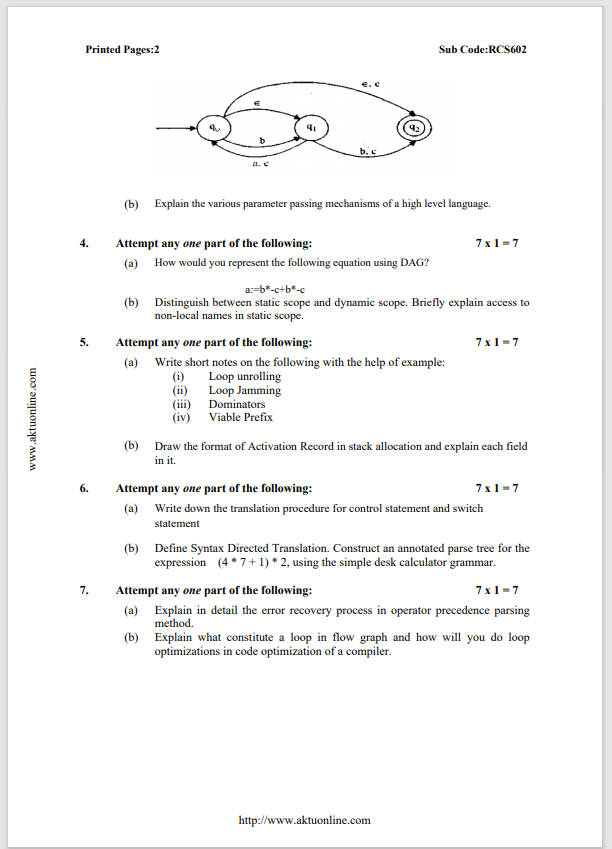 Printed Pages:2 Sub Code:RCS602
є, c
є
q₁
q₂
b
b, c
a, c
(b) Explain the various parameter passing mechanisms of a high level language.
4. Attempt any one part of the following: 7 x 1 = 7
(a) How would you represent the following equation using DAG?
a:=b*-c+b*-c
(b) Distinguish between static scope and dynamic scope. Briefly explain access to
non-local names in static scope.
5. Attempt any one part of the following: 7 x 1 = 7
(a) Write short notes on the following with the help of example:
(i) Loop unrolling
(ii) Loop Jamming
(iii) Dominators
(iv) Viable Prefix
(b) Draw the format of Activation Record in stack allocation and explain each field
in it.
6. Attempt any one part of the following: 7 x 1 = 7
(a) Write down the translation procedure for control statement and switch
statement
(b) Define Syntax Directed Translation. Construct an annotated parse tree for the
expression (4 * 7 + 1) * 2, using the simple desk calculator grammar.
7. Attempt any one part of the following: 7 x 1 = 7
(a) Explain in detail the error recovery process in operator precedence parsing
method.
(b) Explain what constitute a loop in flow graph and how will you do loop
optimizations in code optimization of a compiler.
www.aktuonline.com
http://www.aktuonline.com